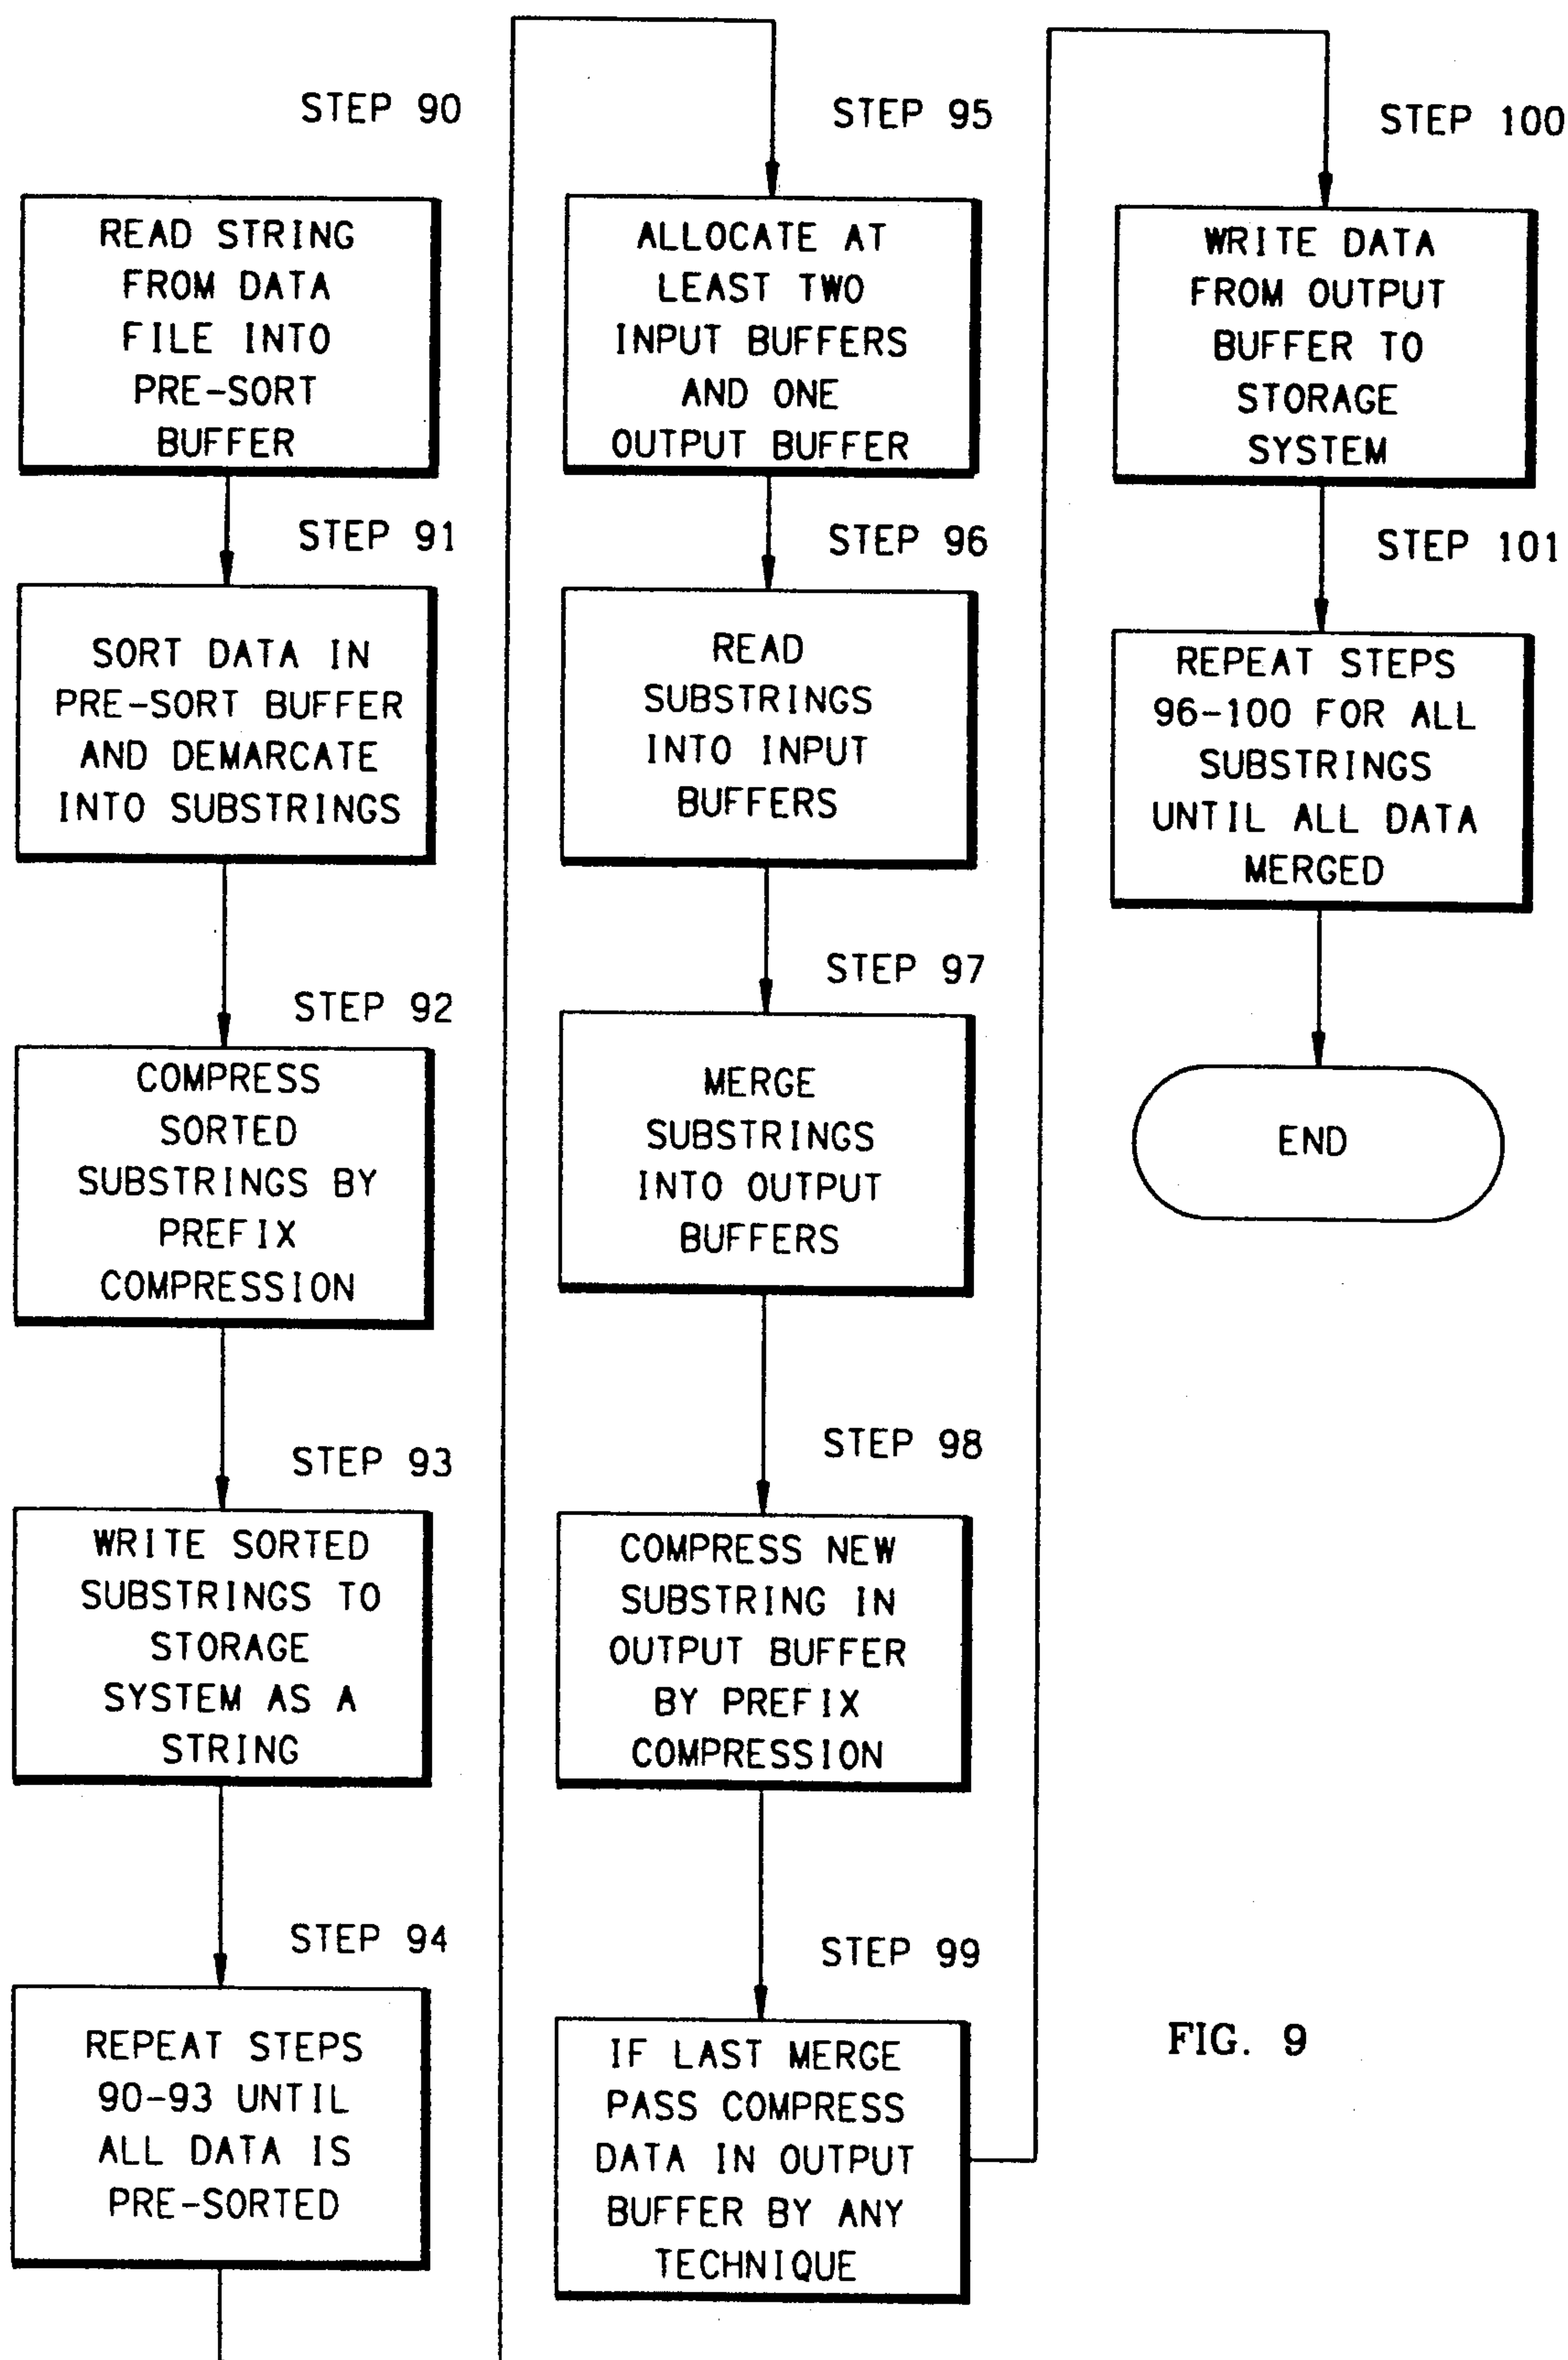 STEP 90
READ STRING
FROM DATA
FILE INTO
PRE-SORT
BUFFER
STEP 91
SORT DATA IN
PRE-SORT BUFFER
AND DEMARCATE
INTO SUBSTRINGS
STEP 92
COMPRESS
SORTED
SUBSTRINGS BY
PREFIX
COMPRESSION
STEP 93
WRITE SORTED
SUBSTRINGS TO
STORAGE
SYSTEM AS A
STRING
STEP 94
REPEAT STEPS
90-93 UNTIL
ALL DATA IS
PRE-SORTED
STEP 95
ALLOCATE AT
LEAST TWO
INPUT BUFFERS
AND ONE
OUTPUT BUFFER
STEP 96
READ
SUBSTRINGS
INTO INPUT
BUFFERS
STEP 97
MERGE
SUBSTRINGS
INTO OUTPUT
BUFFERS
STEP 98
COMPRESS NEW
SUBSTRING IN
OUTPUT BUFFER
BY PREFIX
COMPRESSION
STEP 99
IF LAST MERGE
PASS COMPRESS
DATA IN OUTPUT
BUFFER BY ANY
TECHNIQUE
STEP 100
WRITE DATA
FROM OUTPUT
BUFFER TO
STORAGE
SYSTEM
STEP 101
REPEAT STEPS
96-100 FOR ALL
SUBSTRINGS
UNTIL ALL DATA
MERGED
END
FIG. 9